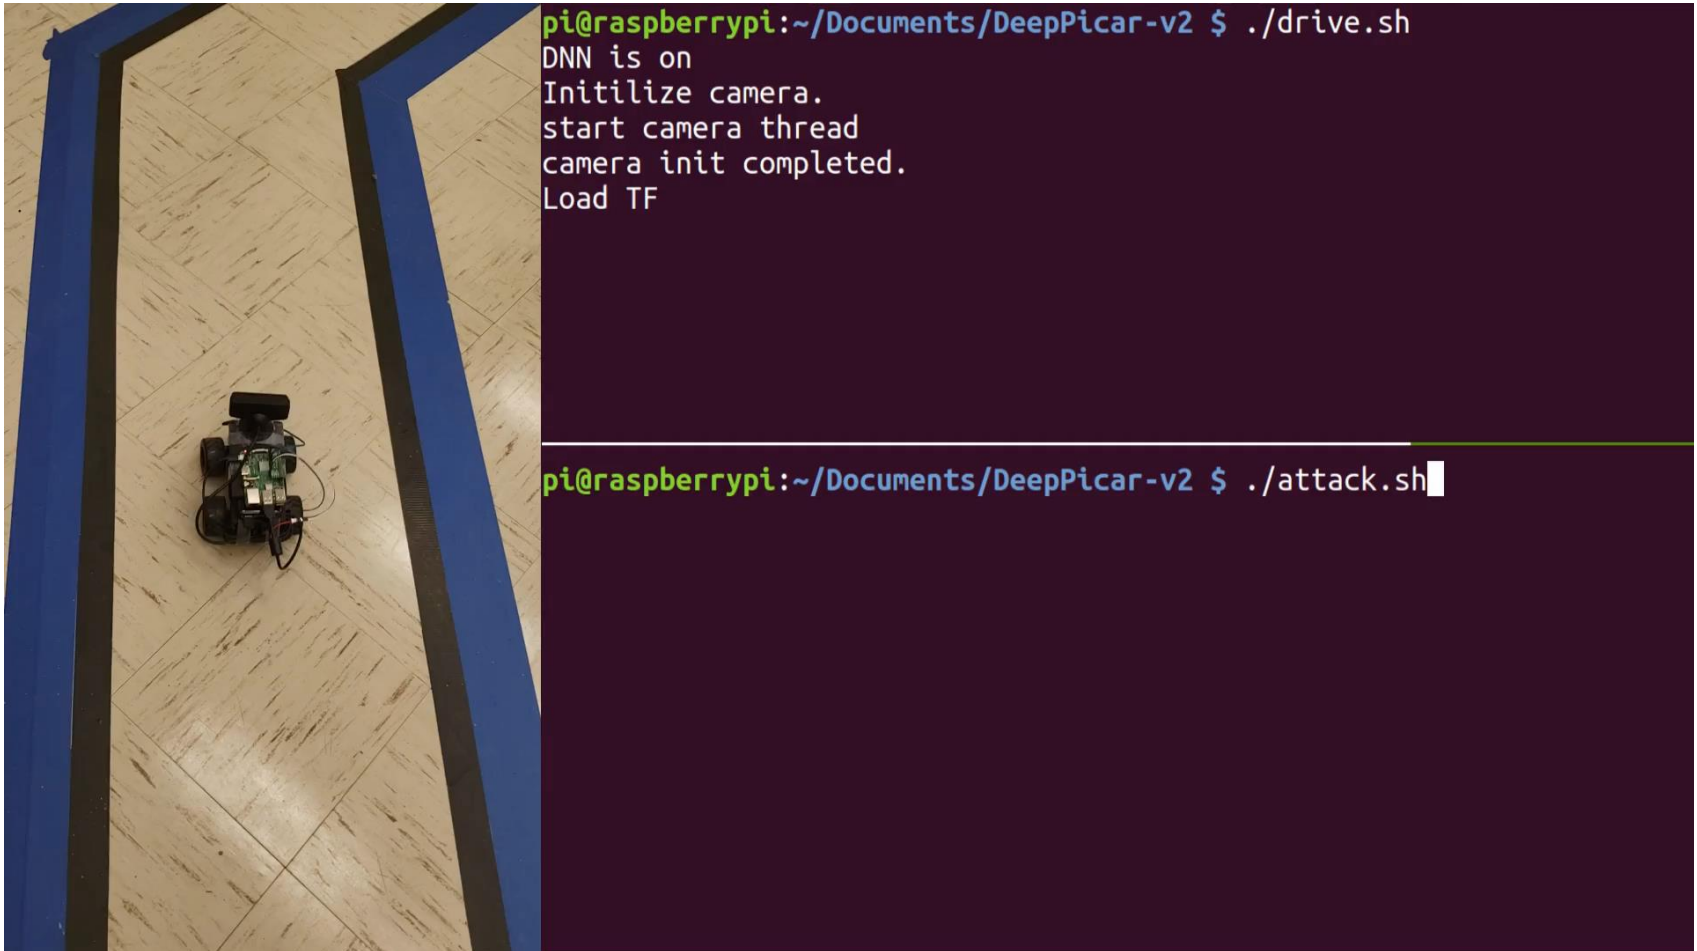 pi@raspberrypi:~/Documents/DeepPicar-v2 $ ./drive.sh
DNN is on
Initilize camera.
start camera thread
camera init completed.
Load TF
pi@raspberrypi:~/Documents/DeepPicar-v2 $ ./attack.sh